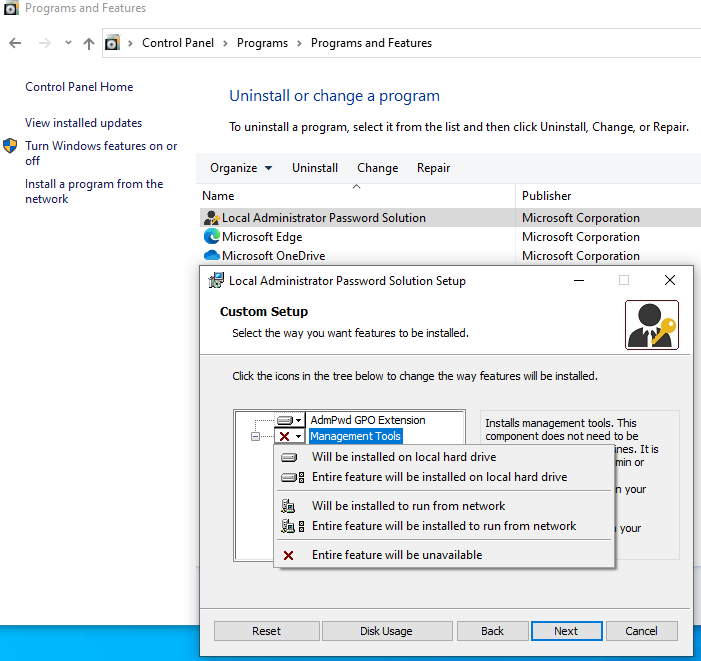 Programs and Features
Control Panel
Programs
Programs and Features
Control Panel Home
View installed updates
Turn Windows features on or
off
Install a program from the
network
Uninstall or change a program
To uninstall a program, select it from the list and then click Uninstall, Change, or Repair.
Organize Uninstall Change Repair
Name Publisher
Local Administrator Password Solution Microsoft Corporation
Microsoft Edge Microsoft Corporation
Microsoft OneDrive Microsoft Corporation
Local Administrator Password Solution Setup
Custom Setup
Select the way you want features to be installed.
Click the icons in the tree below to change the way features will be installed.
AdmPwd GPO Extension
Management Tools
Will be installed on local hard drive
Entire feature will be installed on local hard drive
Will be installed to run from network
Entire feature will be installed to run from network
Entire feature will be unavailable
Installs management tools. This
component does not need to be
It is
or
your
your
Reset Disk Usage Back Next Cancel